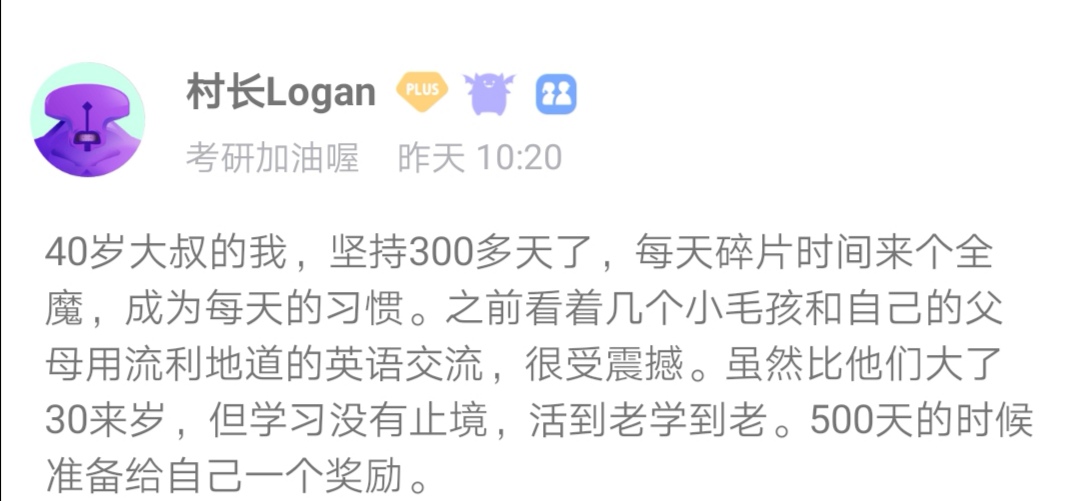 村长Logan PLUS
考研加油喔 昨天 10:20
40岁大叔的我，坚持300多天了，每天碎片时间来个全
魔，成为每天的习惯。之前看着几个小毛孩和自己的父
母用流利地道的英语交流，很受震撼。虽然比他们大了
30来岁，但学习没有止境，活到老学到老。500天的时候
准备给自己一个奖励。